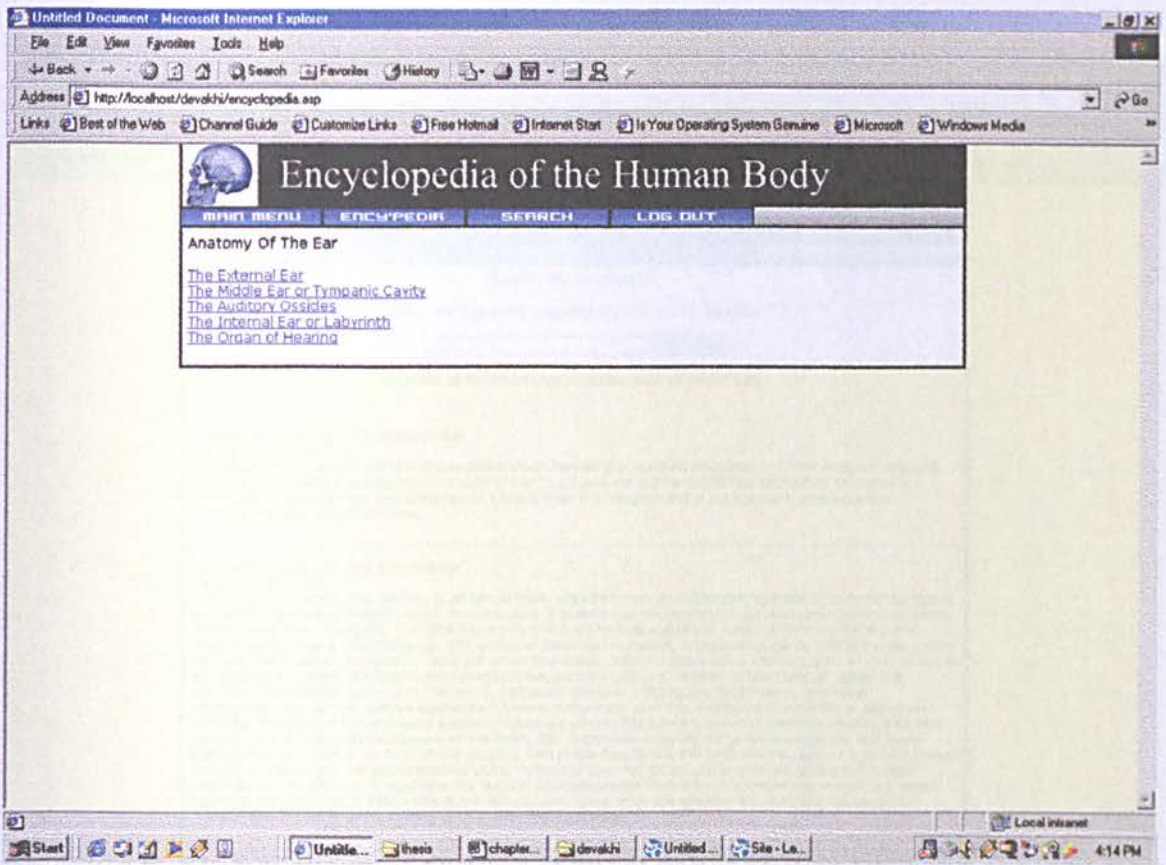 Untitled Document - Microsoft Internet Explorer
File Edit View Favorites Tools Help
Back Search Favorites History
Address http://localhost/devakhi/encyclopedia.asp Go
Links Best of the Web Channel Guide Customize Links Free Hotmail Internet Start Is Your Operating System Genuine Microsoft Windows Media
Encyclopedia of the Human Body
MAIN MENU ENCY'PEDIA SEARCH LOG OUT
Anatomy Of The Ear
The External Ear
The Middle Ear or Tympanic Cavity
The Auditory Ossicles
The Internal Ear or Labyrinth
The Organ of Hearing
Local intranet
Start Untitle... thesis chapter... devakhi Untitled ... Site - Le... 4:14 PM